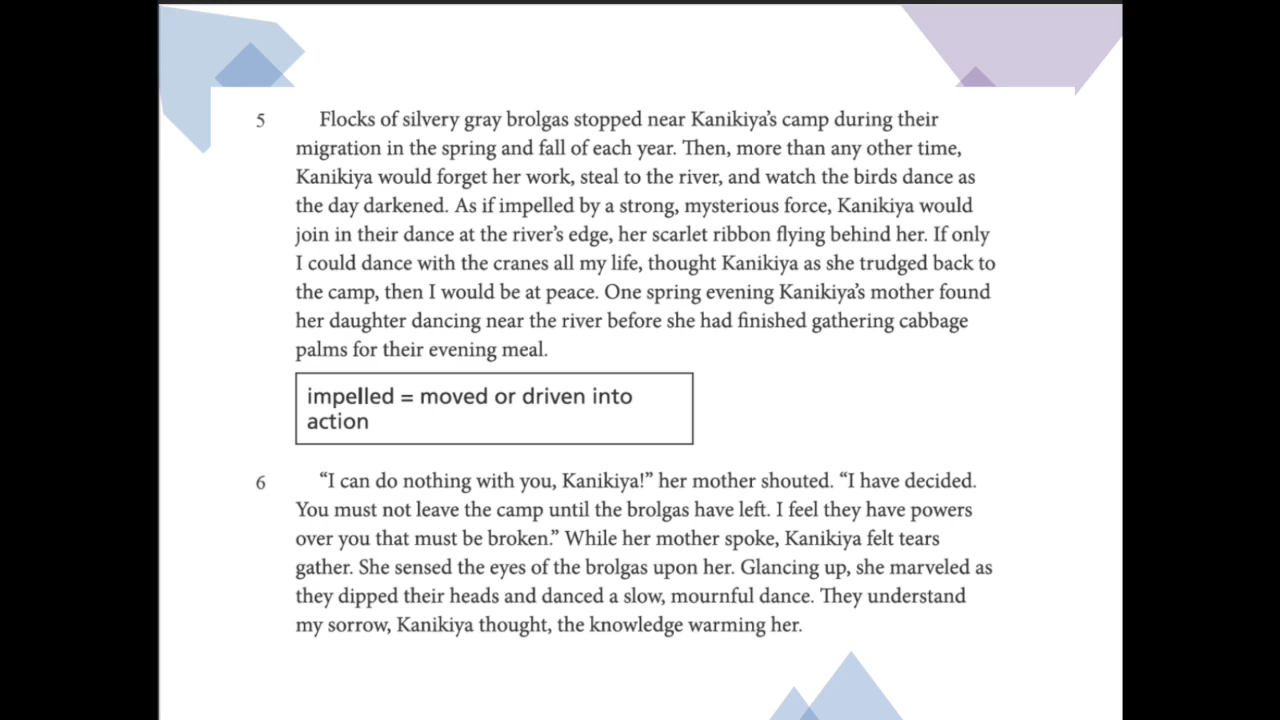 5 Flocks of silvery gray brolgas stopped near Kanikiya’s camp during their
migration in the spring and fall of each year. Then, more than any other time,
Kanikiya would forget her work, steal to the river, and watch the birds dance as
the day darkened. As if impelled by a strong, mysterious force, Kanikiya would
join in their dance at the river’s edge, her scarlet ribbon flying behind her. If only
I could dance with the cranes all my life, thought Kanikiya as she trudged back to
the camp, then I would be at peace. One spring evening Kanikiya’s mother found
her daughter dancing near the river before she had finished gathering cabbage
palms for their evening meal.
impelled = moved or driven into
action
6 “I can do nothing with you, Kanikiya!” her mother shouted. “I have decided.
You must not leave the camp until the brolgas have left. I feel they have powers
over you that must be broken.” While her mother spoke, Kanikiya felt tears
gather. She sensed the eyes of the brolgas upon her. Glancing up, she marveled as
they dipped their heads and danced a slow, mournful dance. They understand
my sorrow, Kanikiya thought, the knowledge warming her.